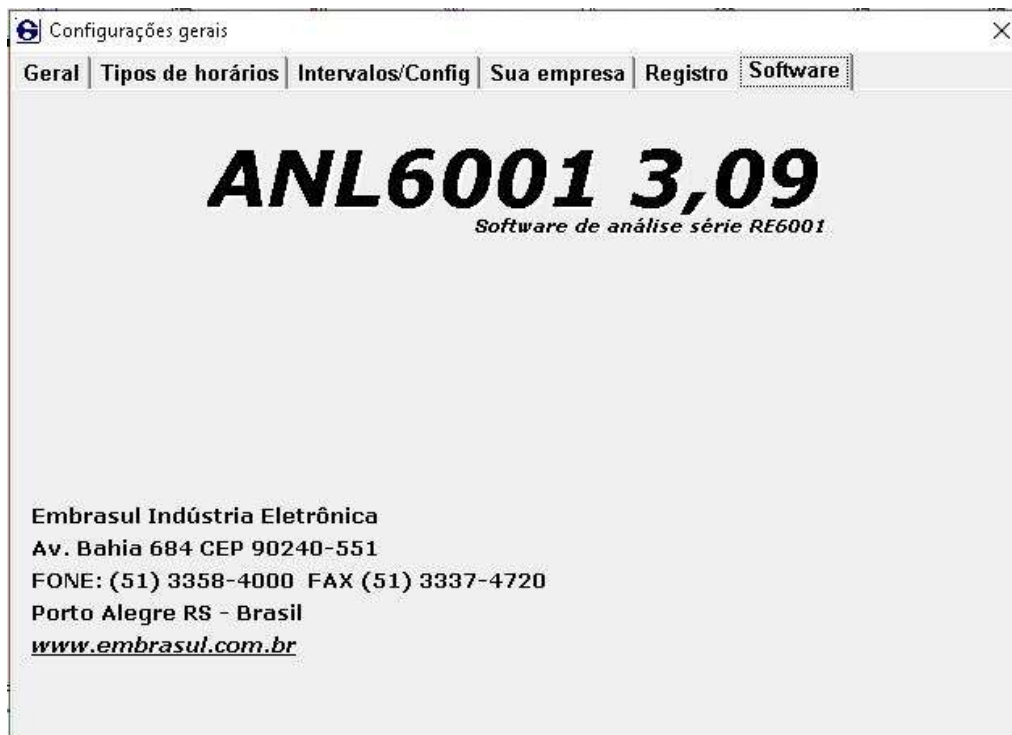 Configurações gerais
Geral Tipos de horários Intervalos/Config Sua empresa Registro Software
ANL6001 3,09
Software de análise série RE6001
Embrasul Indústria Eletrônica
Av. Bahia 684 CEP 90240-551
FONE: (51) 3358-4000 FAX (51) 3337-4720
Porto Alegre RS - Brasil
www.embrasul.com.br